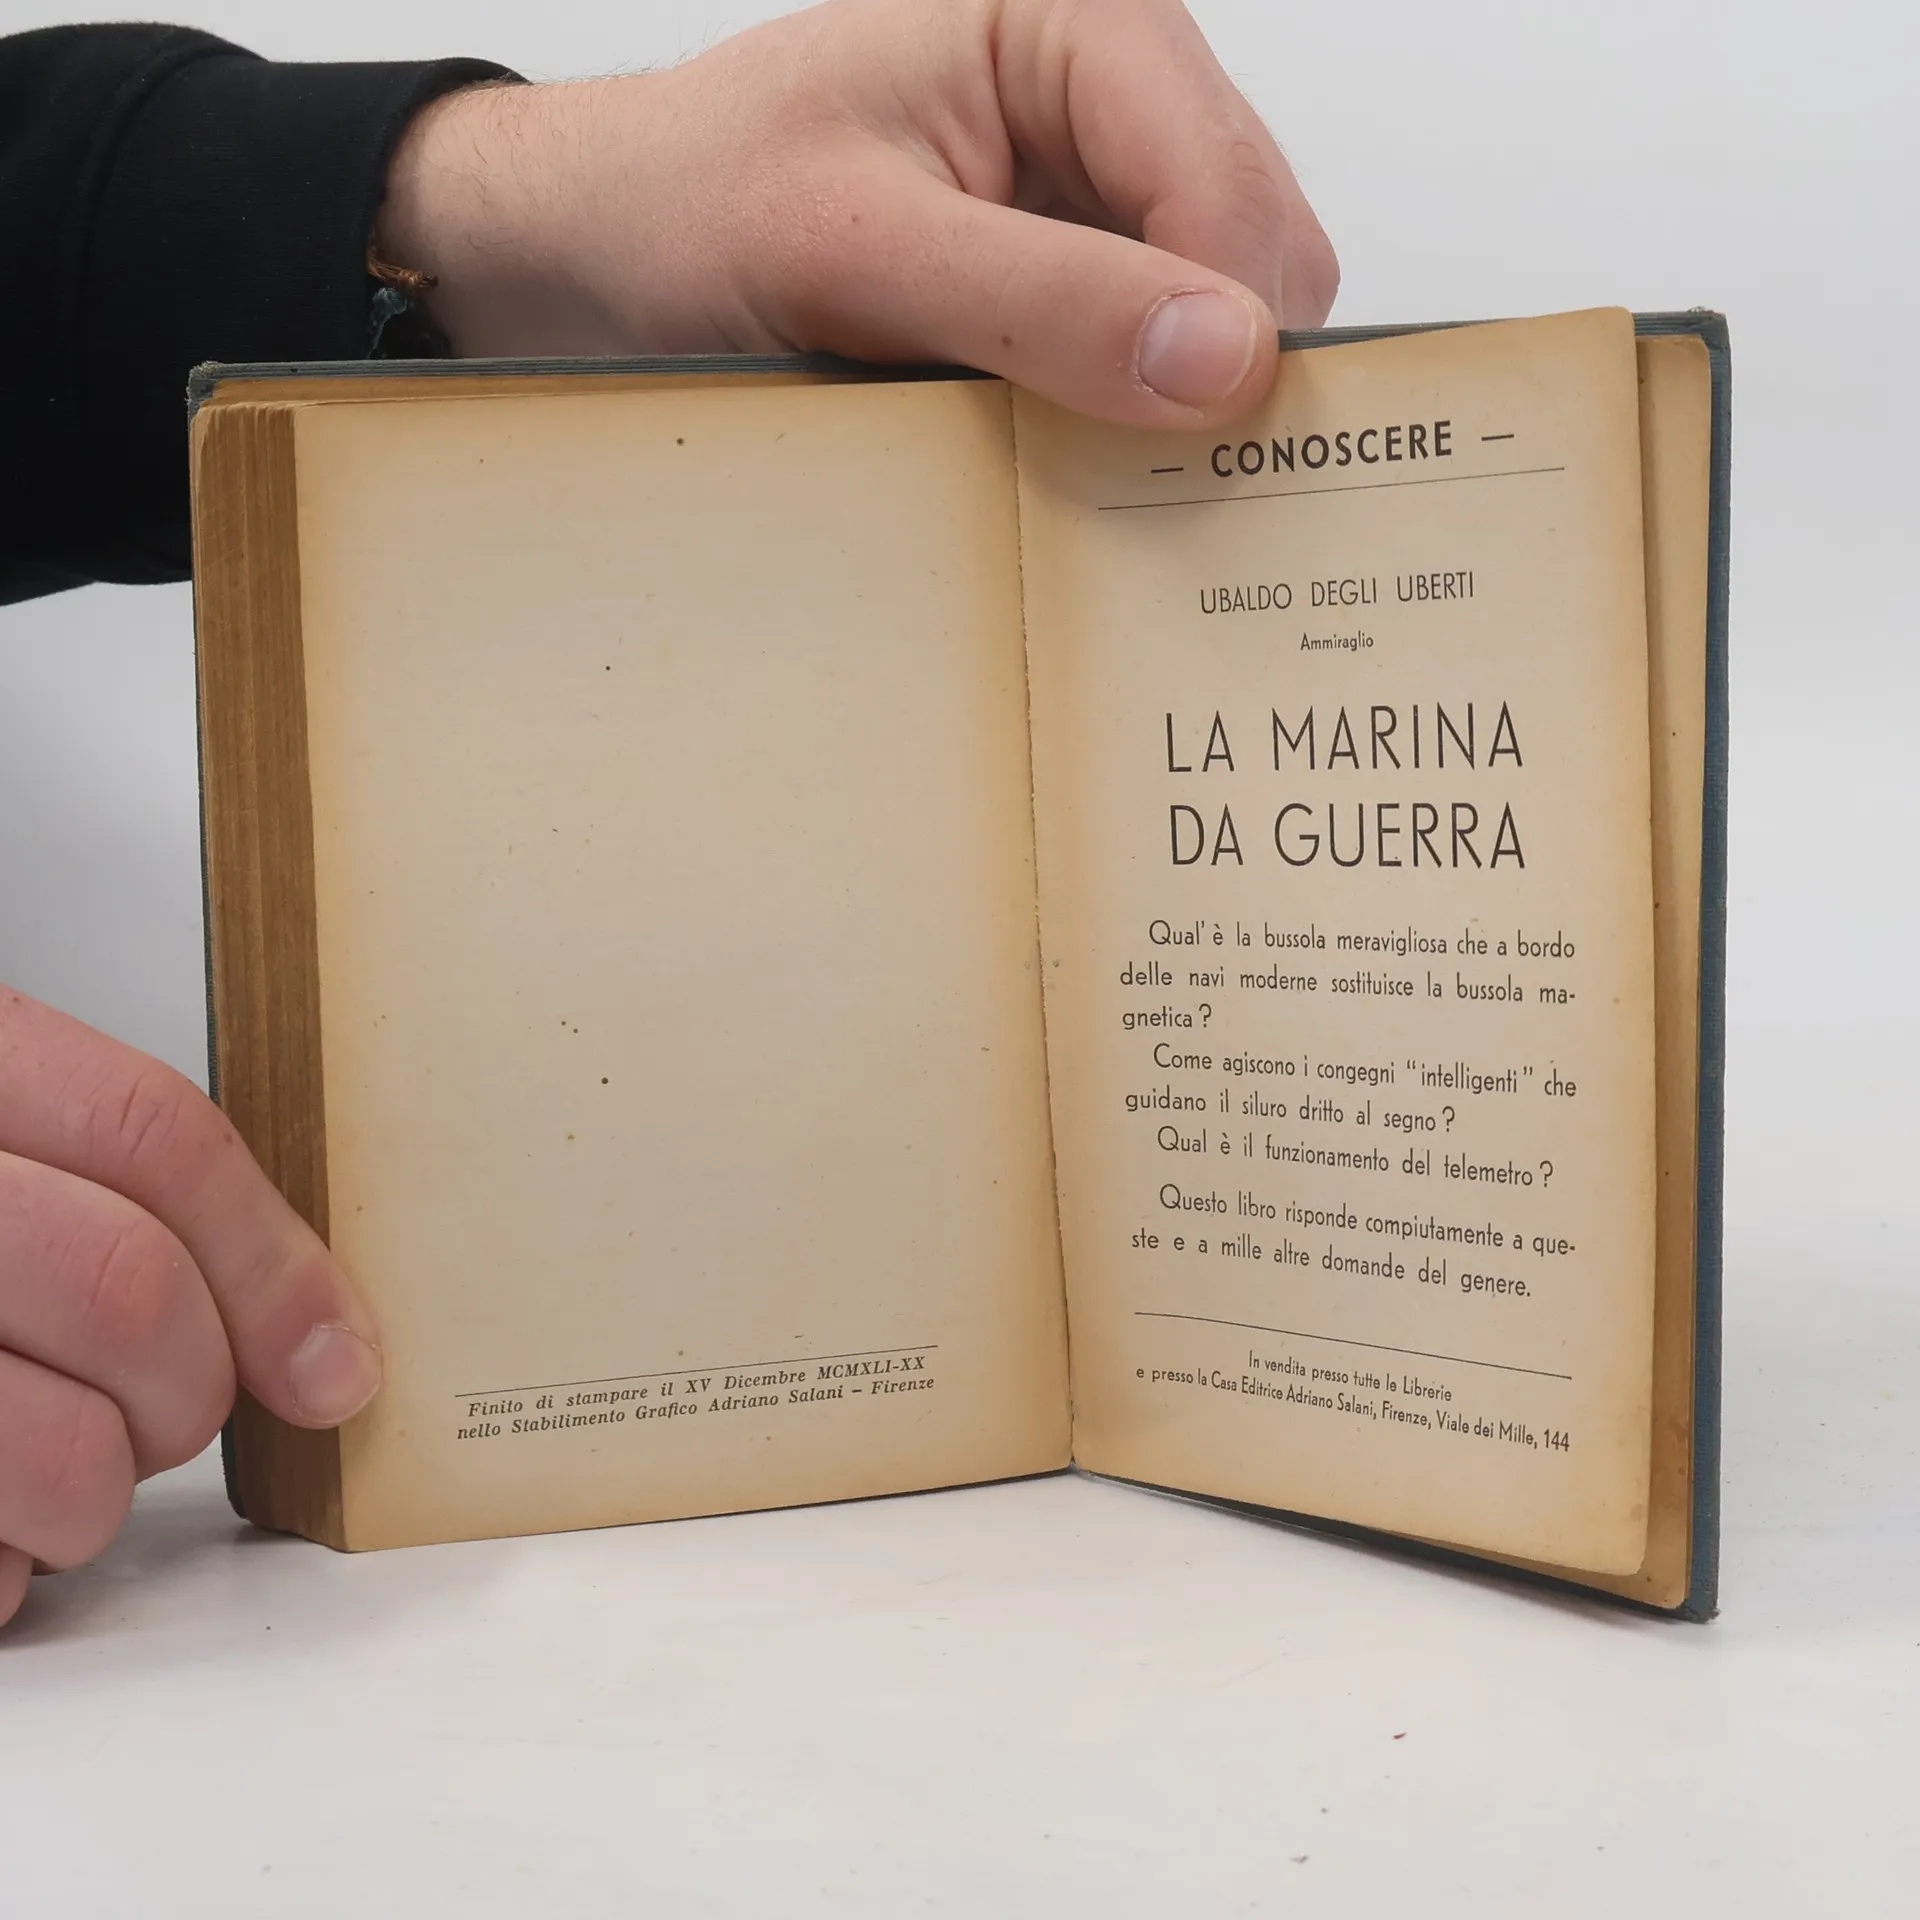 Finito di stampare il XV Dicembre MCMXLI-XX
nello Stabilimento Grafico Adriano Salani – Firenze
— CONOSCERE —
UBALDO DEGLI UBERTI
Ammiraglio
LA MARINA
DA GUERRA
Qual' è la bussola meravigliosa che a bordo
delle navi moderne sostituisce la bussola ma-
gnetica ?
Come agiscono i congegni “intelligenti” che
guidano il siluro dritto al segno ?
Qual è il funzionamento del telemetro ?
Questo libro risponde compiutamente a que-
ste e a mille altre domande del genere.
In vendita presso tutte le Librerie
e presso la Casa Editrice Adriano Salani, Firenze, Viale dei Mille, 144